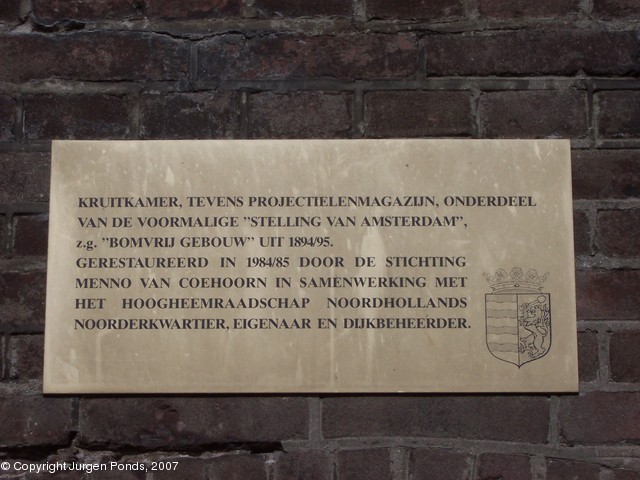 KRUITKAMER, TEVENS PROJECTIELENMAGAZIJN, ONDERDEEL
VAN DE VOORMALIGE "STELLING VAN AMSTERDAM",
z.g. "BOMVRIJ GEBOUW" UIT 1894/95.
GERESTAUREERD IN 1984/85 DOOR DE STICHTING
MENNO VAN COEHOORN IN SAMENWERKING MET
HET HOOGHEEMRAADSCHAP NOORDHOLLANDS
NOORDERKWARTIER, EIGENAAR EN DIJKBEHEERDER.
© Copyright Jurgen Ponds, 2007